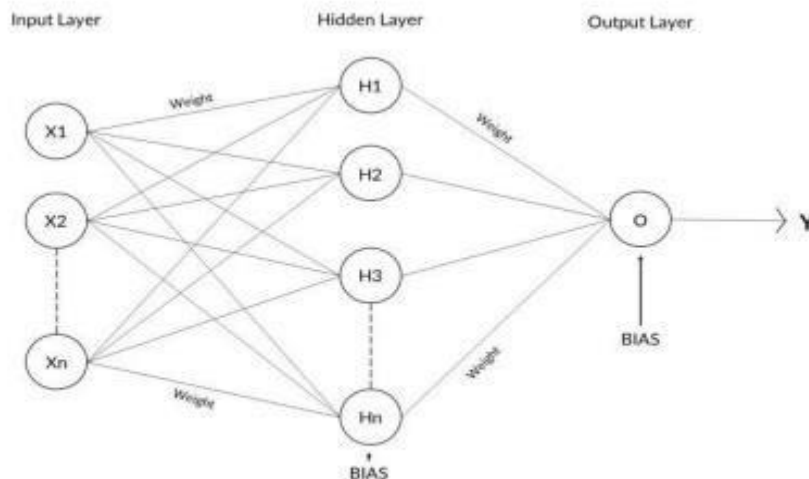 Input Layer
Hidden Layer
Output Layer
X1
X2
Xn
Weight
Weight
H1
H2
H3
Hn
BIAS
Weight
Weight
O
BIAS
Y